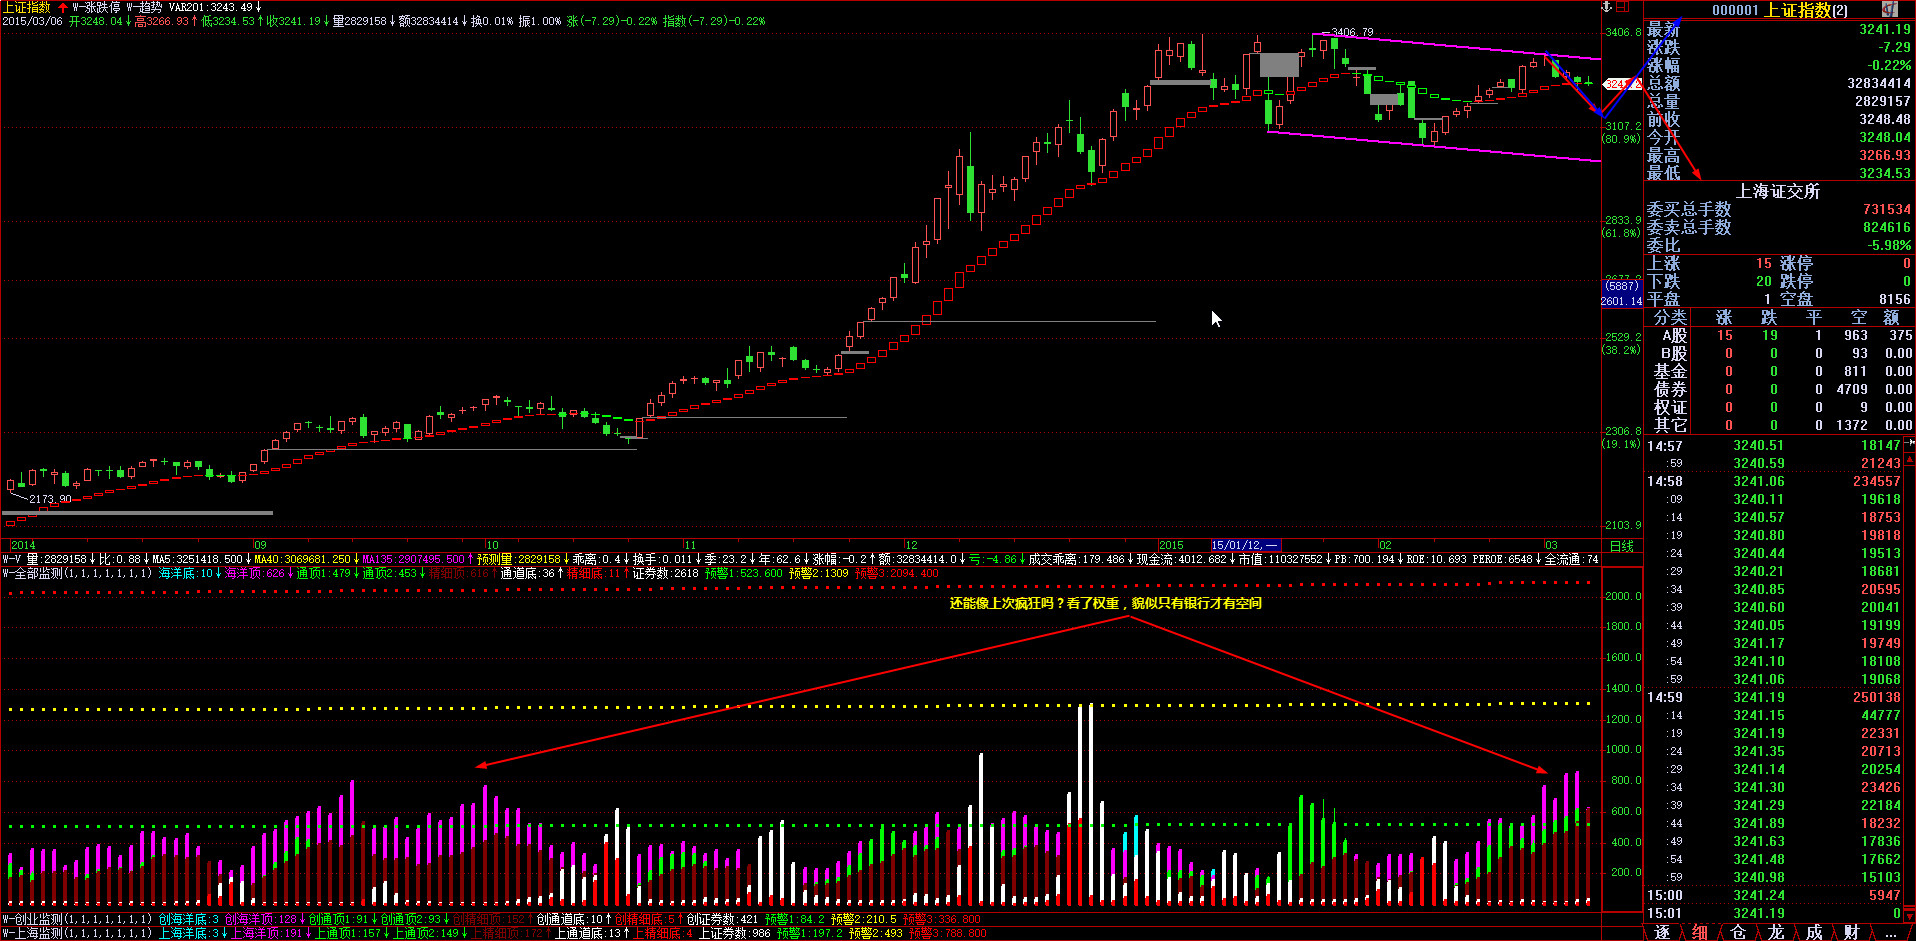 上证指数 W-涨跌停 W-趋势 VAR201:3243.49↓
2015/03/06 开3248.04↓高3266.93↑低3234.53↑收3241.19↓量2829158↓额32834414↓换0.01% 振1.00% 涨(-7.29)-0.22% 指数(-7.29)-0.22%
3406.79
2173.90
3406.8
3107.2
(80.9%)
2833.9
(61.8%)
2677.2
(5887)
2601.14
2529.2
(38.2%)
2306.8
(19.1%)
2103.9
2014 09 10 11 12 2015 15/01/12,一 02 03 日线
W-V 量:2829158↓比:0.88↓MA5:3251418.500↓MA40:3069681.250↓MA135:2907495.500↑预测量:2829158↓乖离:0.4↓换手:0.011↓季:23.2↓年:62.6↓涨幅:-0.2↑额:32834414.0↓亏:-4.86↓成交乖离:179.486↓现金流:4012.682↓市值:110327552↓PB:700.194↓ROE:10.693 PEROE:6548↓全流通:74
W-全部监测(1,1,1,1,1,1,1) 海洋底:10↓海洋顶:626↓通顶1:479↓通顶2:453↓精细顶:616↑通道底:36↑精细底:11↑证券数:2618 预警1:523.600 预警2:1309 预警3:2094.400
还能像上次疯狂吗?看了权重，貌似只有银行才有空间
2000.0
1800.0
1600.0
1400.0
1200.0
1000.0
800.0
600.0
400.0
200.0
W-创业监测(1,1,1,1,1,1,1) 创海洋底:3 创海洋顶:128↓创通顶1:91↓创通顶2:93↓创精细顶:152↑创通道底:10↑创精细底:5↑创证券数:421 预警1:84.2 预警2:210.5 预警3:336.800
W-上海监测(1,1,1,1,1,1,1) 上海洋底:3↓上海洋顶:191↓上通顶1:157↓上通顶2:149↓上精细顶:172↑上通道底:13↑上精细底:4 上证券数:986 预警1:197.2 预警2:493 预警3:788.800
000001 上证指数(2)
最新 3241.19
涨跌 -7.29
涨幅 -0.22%
总额 32834414
总量 2829157
前收 3248.48
今开 3248.04
最高 3266.93
最低 3234.53
上海证交所
委买总手数 731534
委卖总手数 824616
委比 -5.98%
上涨 15 涨停 0
下跌 20 跌停 0
平盘 1 空盘 8156
分类 涨 跌 平 空 额
A股 15 19 1 963 375
B股 0 0 0 93 0.00
基金 0 0 0 811 0.00
债券 0 0 0 4709 0.00
权证 0 0 0 9 0.00
其它 0 0 0 1372 0.00
14:57 3240.51 18147
:59 3240.59 21243
14:58 3241.06 234557
:09 3240.11 19618
:14 3240.57 18753
:19 3240.80 19818
:24 3240.44 19513
:29 3240.21 18681
:34 3240.85 20595
:39 3240.60 20041
:44 3240.05 19199
:49 3241.17 19749
:54 3241.10 18108
:59 3241.06 19068
14:59 3241.19 250138
:14 3241.15 44777
:19 3241.19 22331
:24 3241.35 20713
:29 3241.14 20254
:34 3241.30 23426
:39 3241.29 22184
:44 3241.89 18232
:49 3241.63 17836
:54 3241.48 17662
:59 3240.98 15103
15:00 3241.24 5947
15:01 3241.19 0
逐 细 仓 龙 成 财 ...